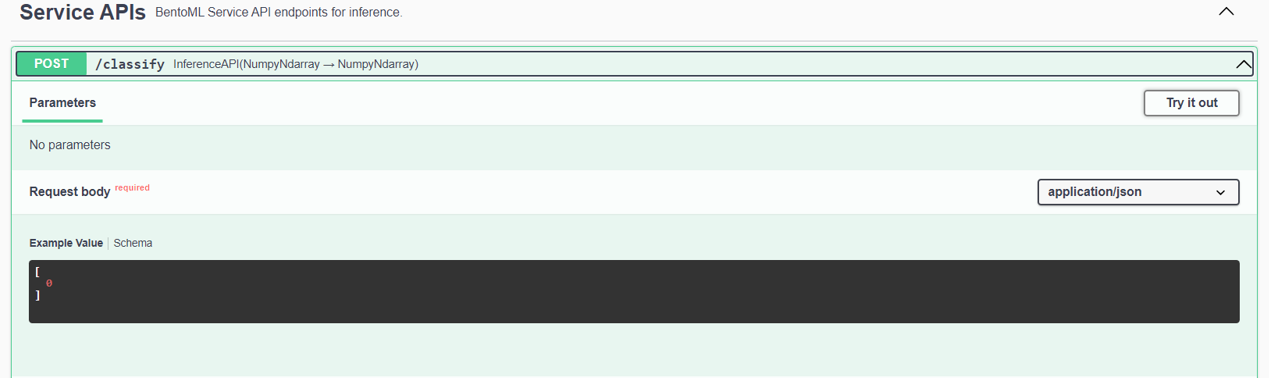 Service APIs BentoML Service API endpoints for inference.
POST /classify InferenceAPI(NumpyNdarray → NumpyNdarray)
Parameters Try it out
No parameters
Request body required application/json
Example Value | Schema
[
0
]